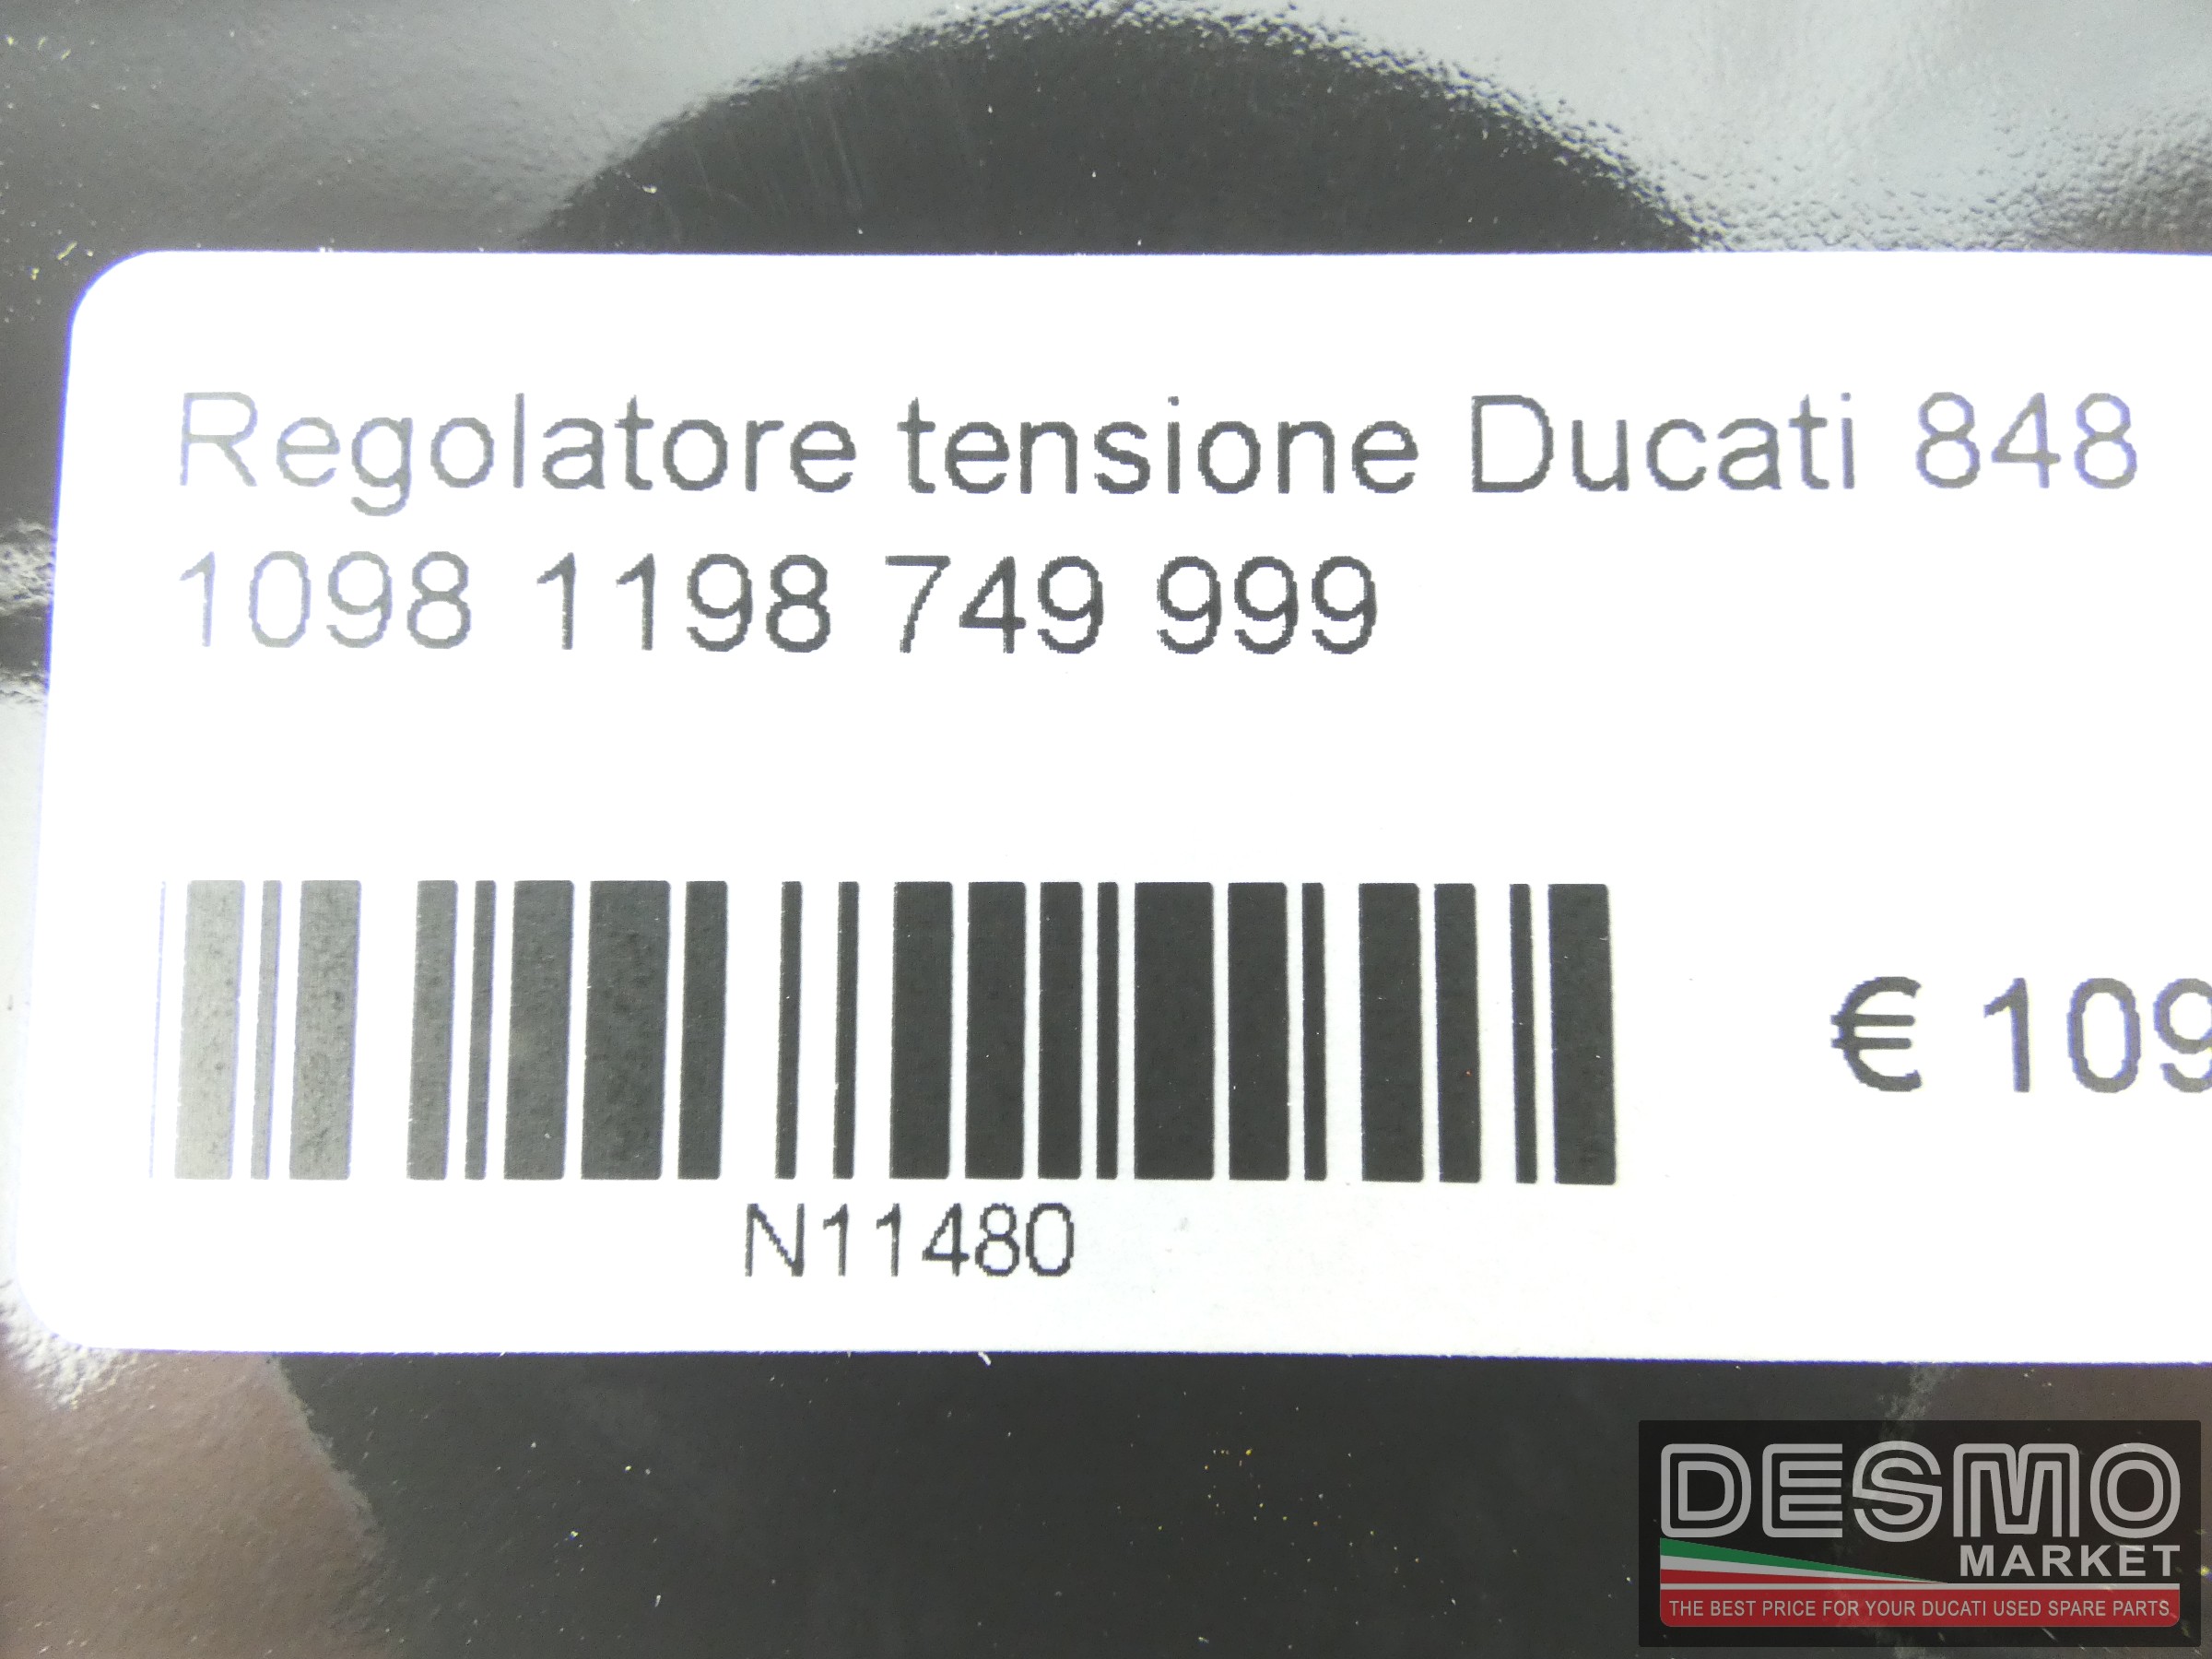 Regolatore tensione Ducati 848
1098 1198 749 999
€ 109
N11480
DESMO
MARKET
THE BEST PRICE FOR YOUR DUCATI USED SPARE PARTS